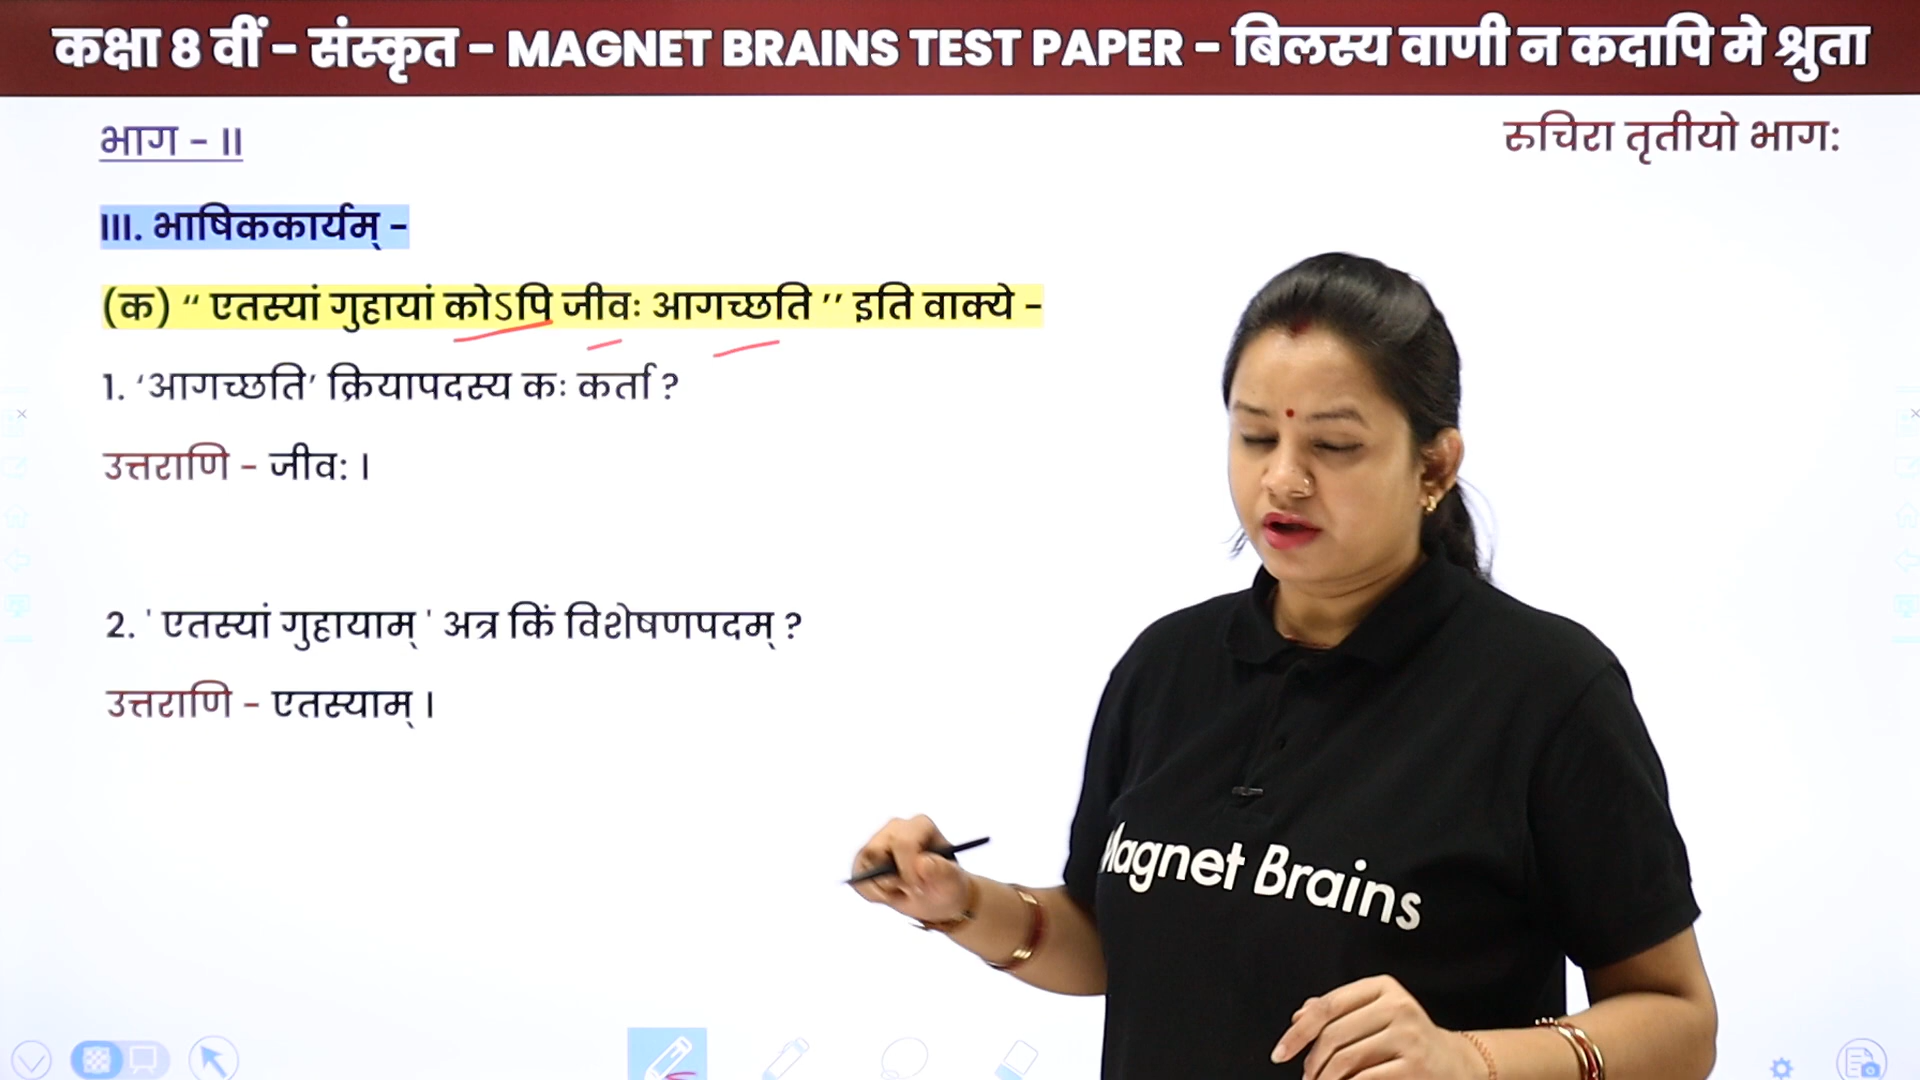 कक्षा 8 वीं - संस्कृत - MAGNET BRAINS TEST PAPER - बिलस्य वाणी न कदापि मे श्रुता
भाग - II
रुचिरा तृतीयो भाग:
III. भाषिककार्यम् -
(क) “ एतस्यां गुहायां कोऽपि जीवः आगच्छति ’’ इति वाक्ये -
1. ‘आगच्छति’ क्रियापदस्य कः कर्ता ?
उत्तराणि - जीव: ।
2. ' एतस्यां गुहायाम् ' अत्र किं विशेषणपदम् ?
उत्तराणि - एतस्याम् ।
Magnet Brains